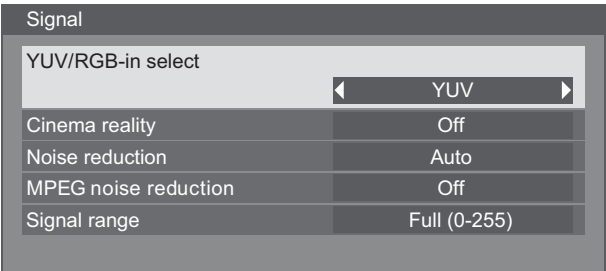 Signal
YUV/RGB-in select
YUV
Cinema reality Off
Noise reduction Auto
MPEG noise reduction Off
Signal range Full (0-255)